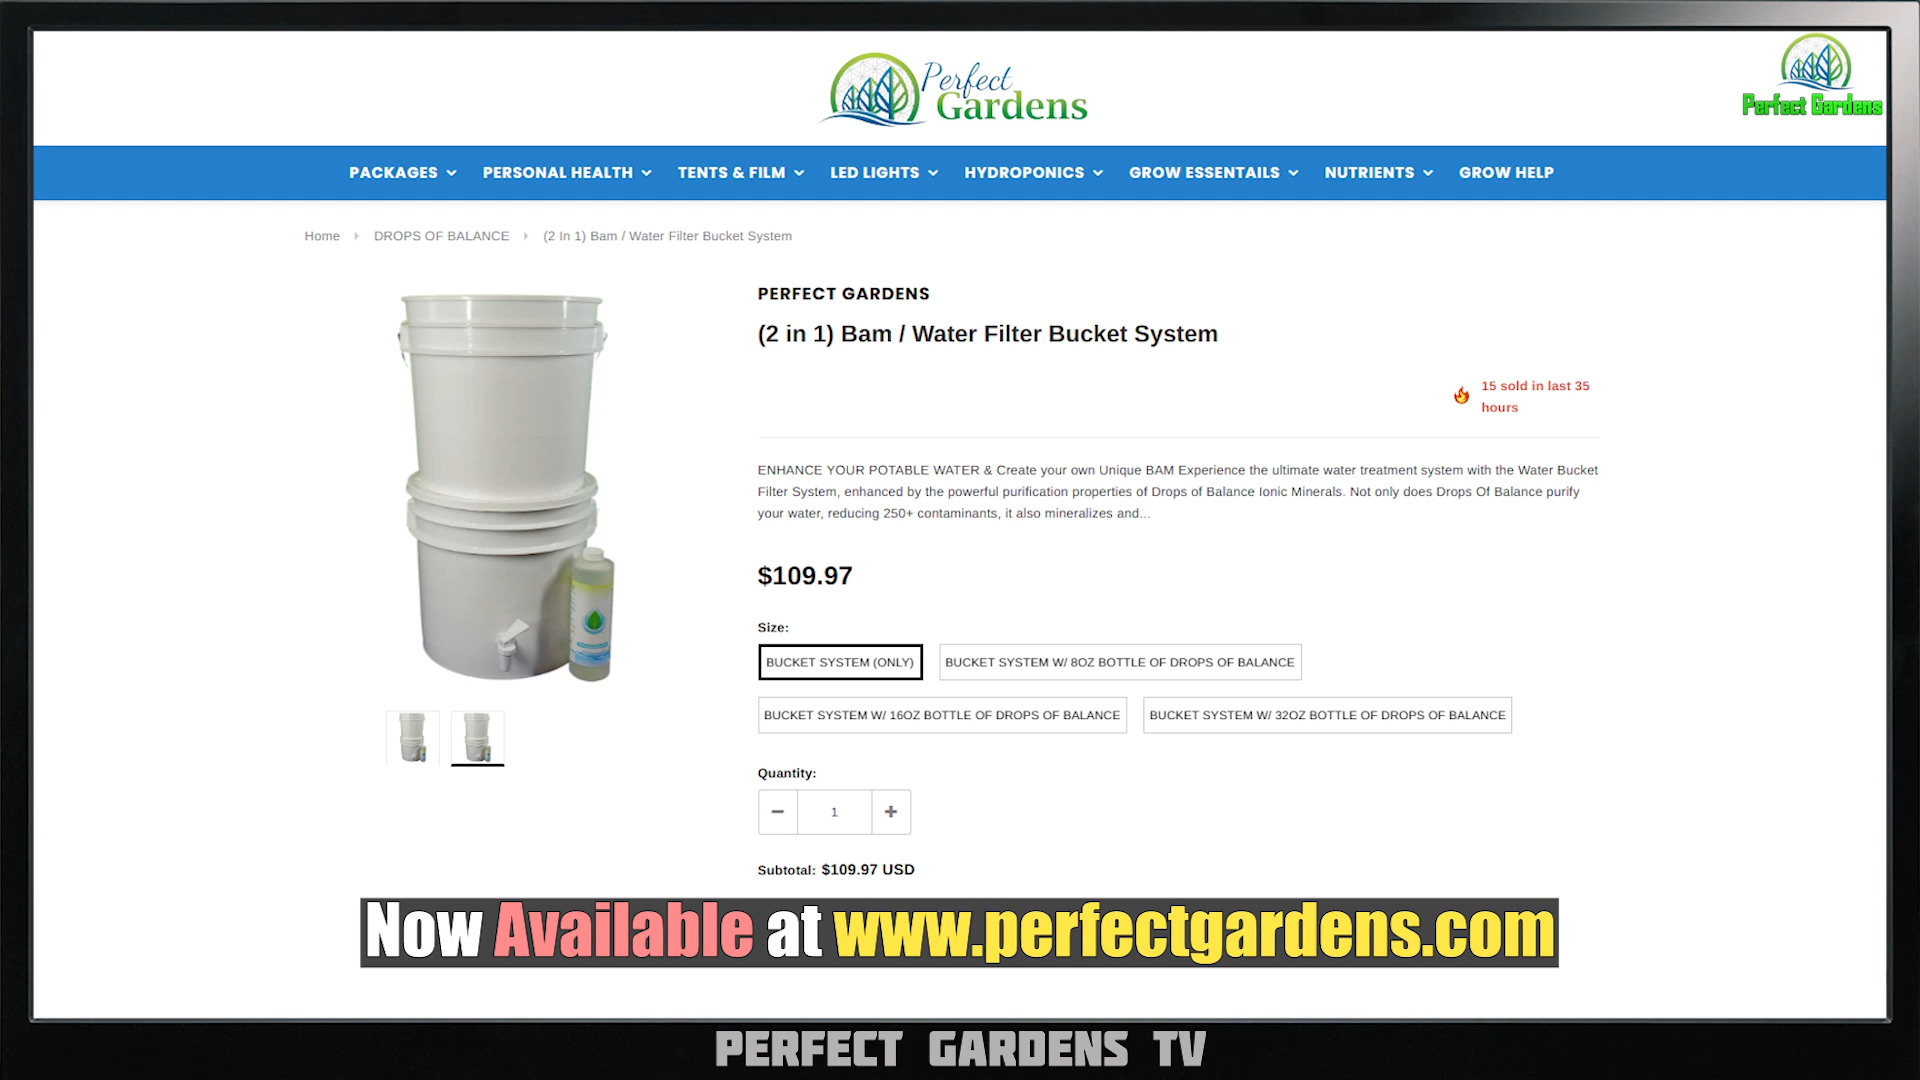 Perfect
Gardens
Perfect Gardens
PACKAGES
PERSONAL HEALTH
TENTS & FILM
LED LIGHTS
HYDROPONICS
GROW ESSENTAILS
NUTRIENTS
GROW HELP
Home
DROPS OF BALANCE
(2 In 1) Bam / Water Filter Bucket System
PERFECT GARDENS
(2 in 1) Bam / Water Filter Bucket System
15 sold in last 35
hours
ENHANCE YOUR POTABLE WATER & Create your own Unique BAM Experience the ultimate water treatment system with the Water Bucket
Filter System, enhanced by the powerful purification properties of Drops of Balance Ionic Minerals. Not only does Drops Of Balance purify
your water, reducing 250+ contaminants, it also mineralizes and...
$109.97
Size:
BUCKET SYSTEM (ONLY)
BUCKET SYSTEM W/ 8OZ BOTTLE OF DROPS OF BALANCE
BUCKET SYSTEM W/ 16OZ BOTTLE OF DROPS OF BALANCE
BUCKET SYSTEM W/ 32OZ BOTTLE OF DROPS OF BALANCE
Quantity:
1
Subtotal: $109.97 USD
Now Available at www.perfectgardens.com
PERFECT GARDENS TV